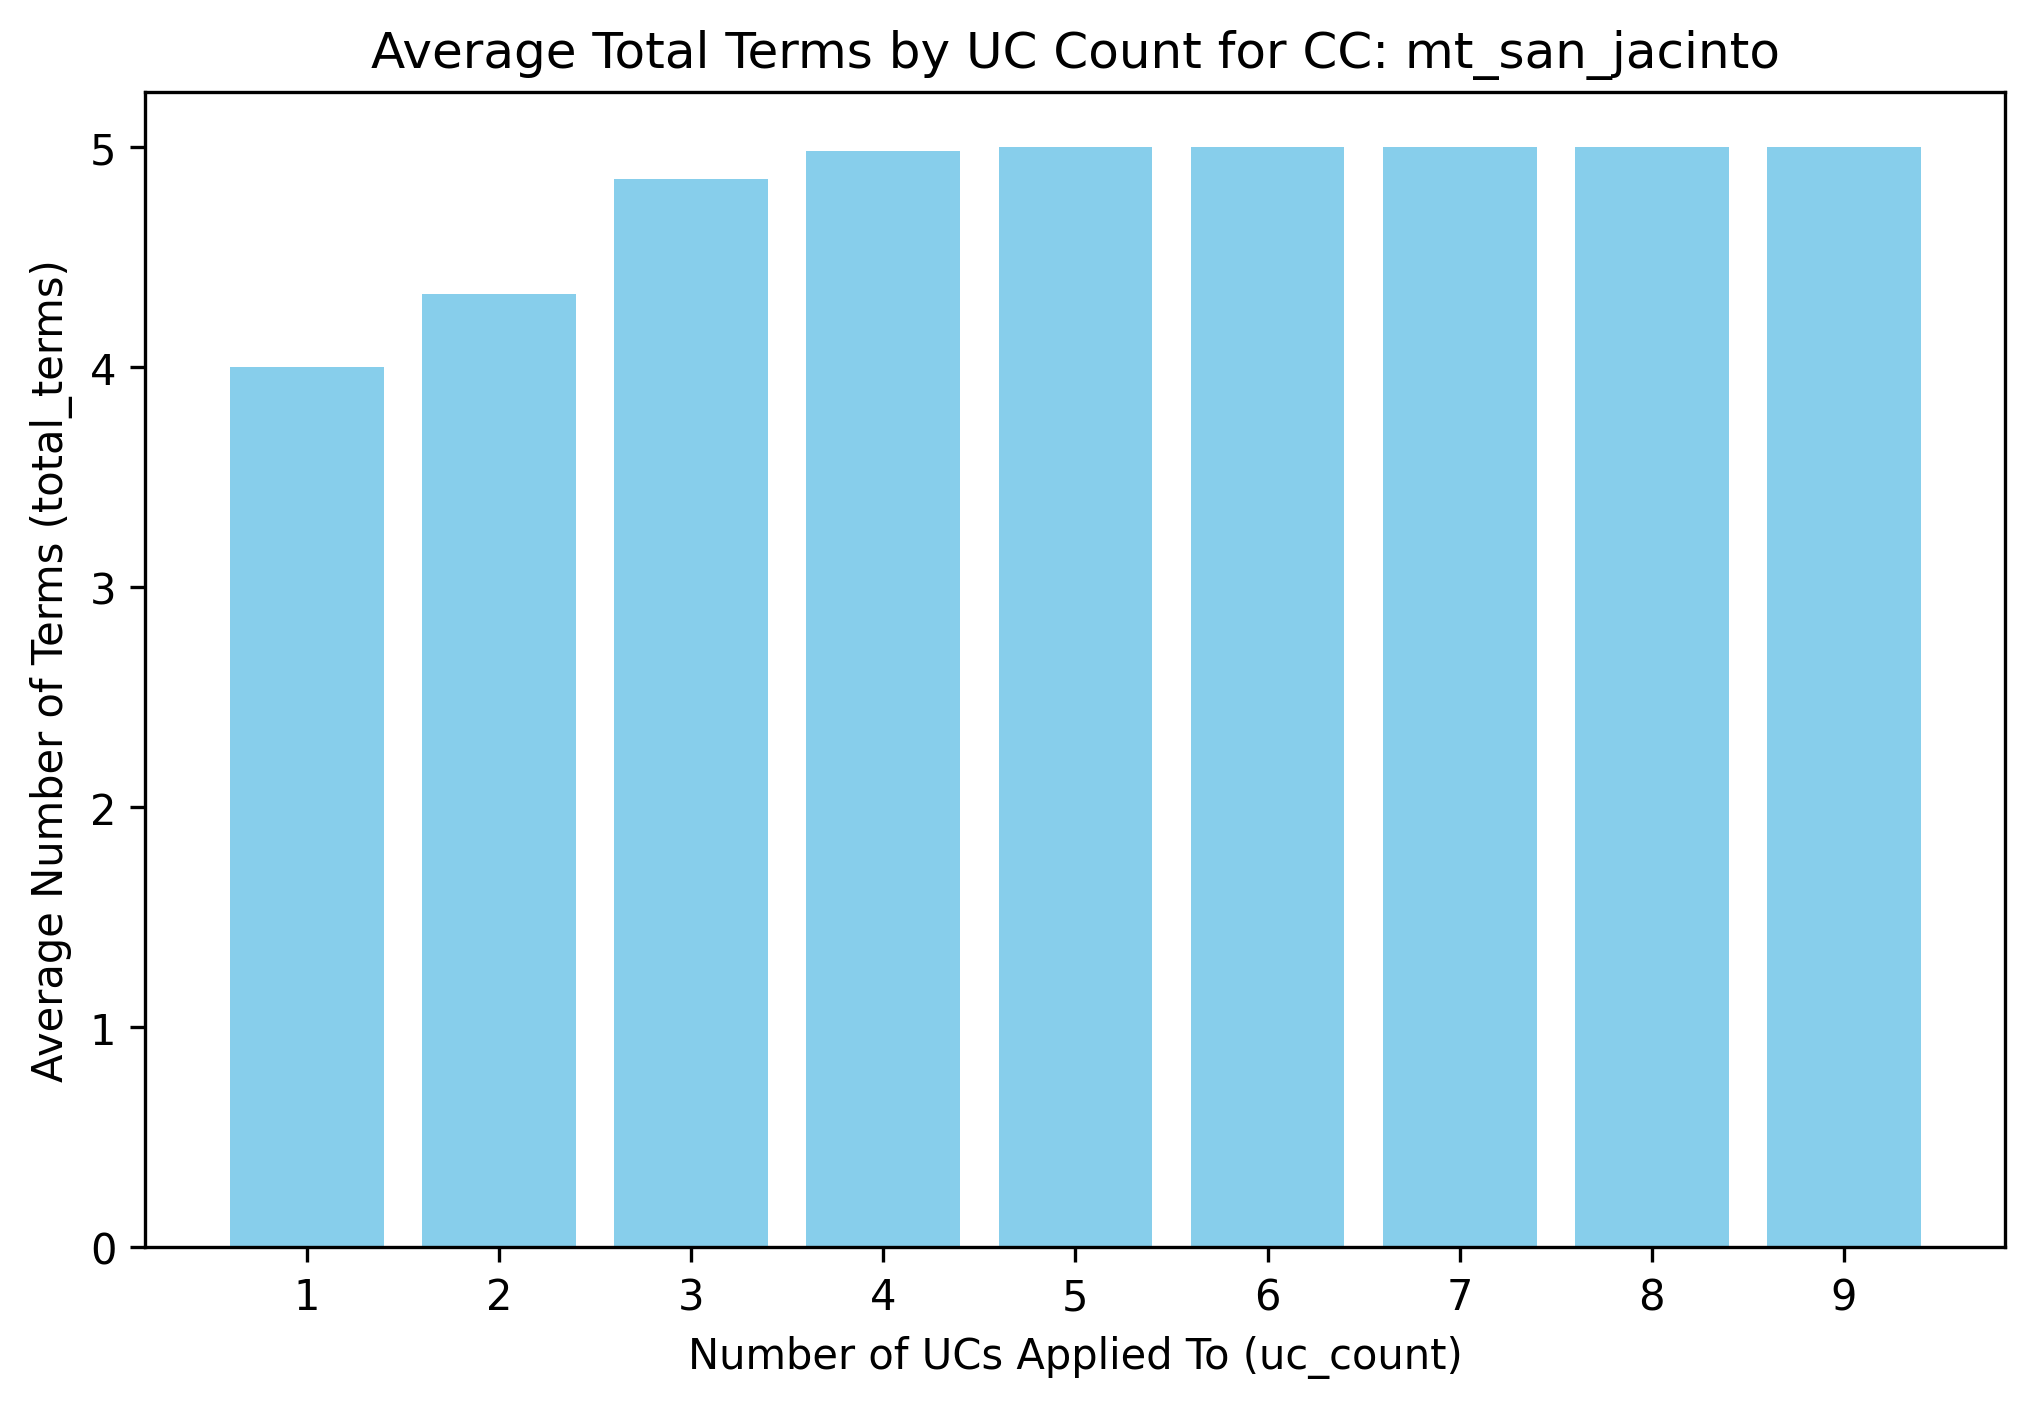 Average Total Terms by UC Count for CC: mt_san_jacinto
Average Number of Terms (total_terms)
5
4
3
2
1
0
1 2 3 4 5 6 7 8 9
Number of UCs Applied To (uc_count)